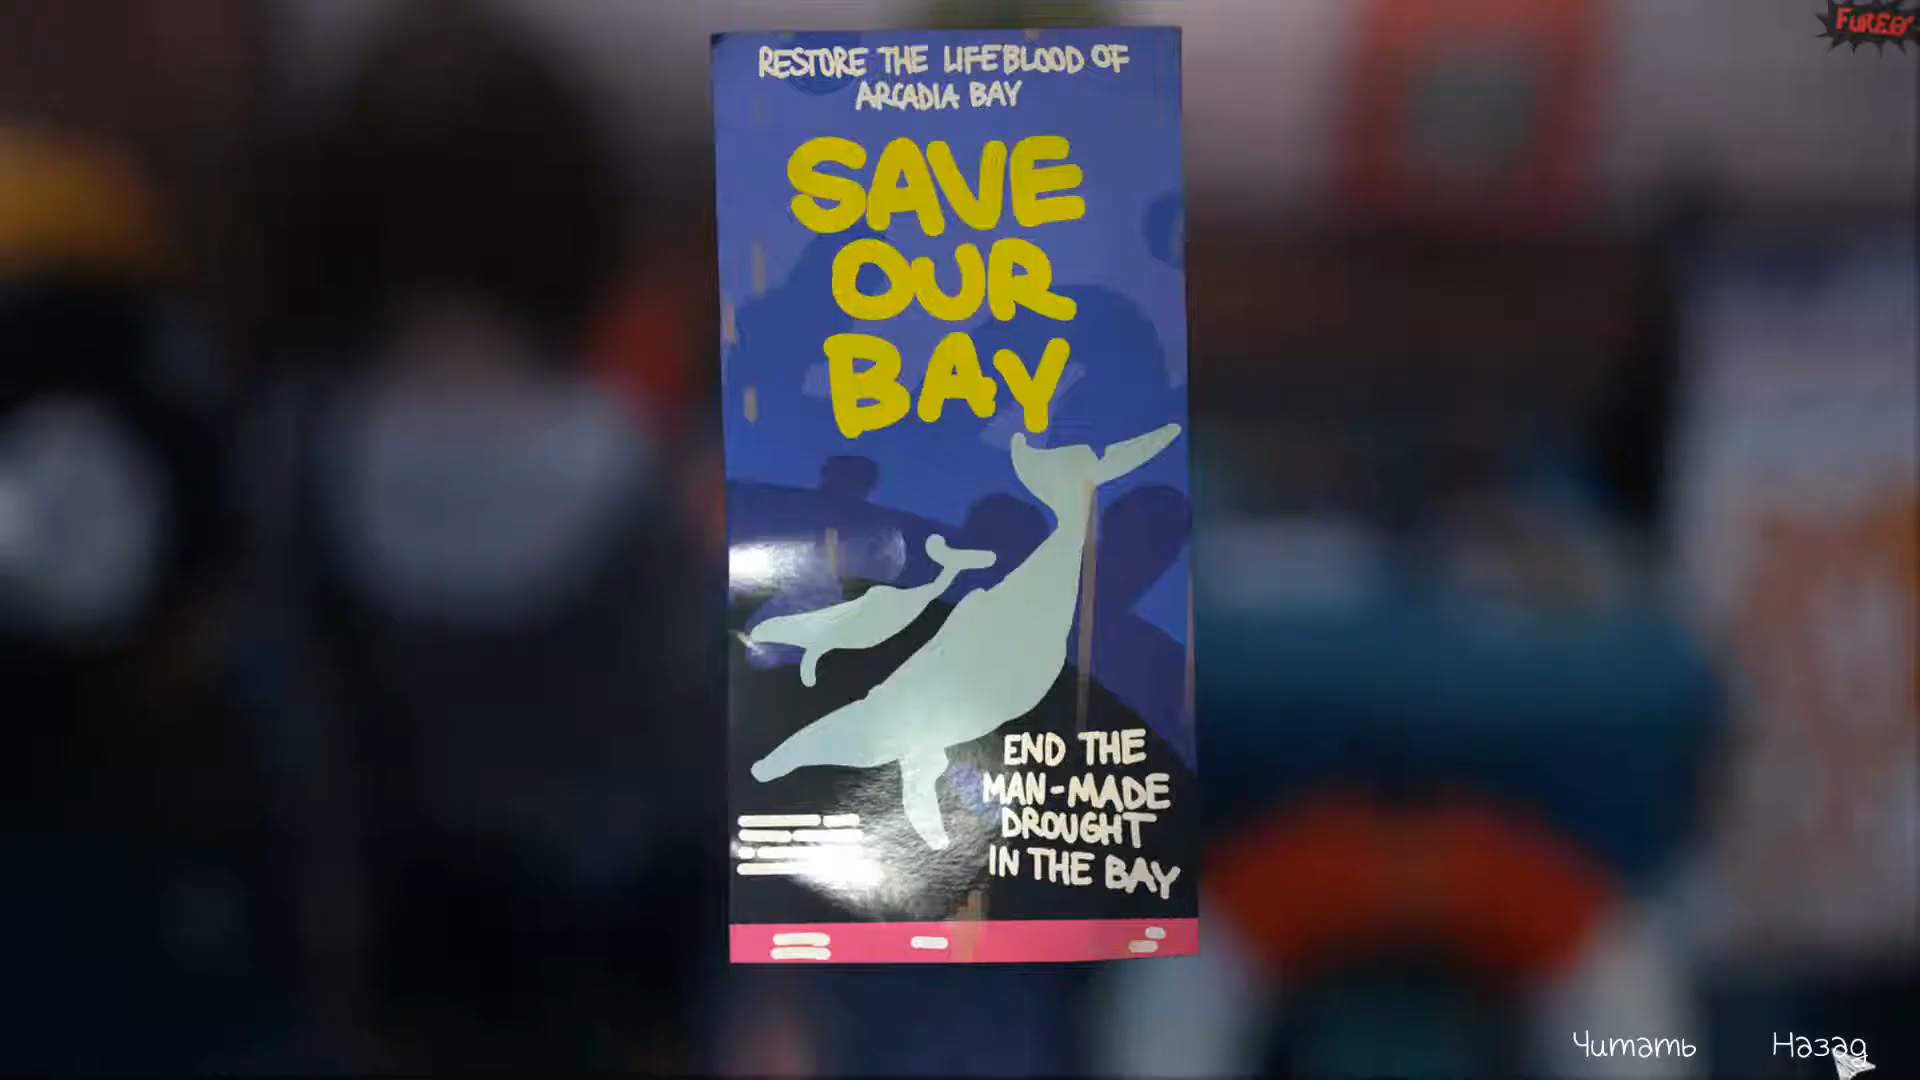 RESTORE THE LIFEBLOOD OF
ARCADIA BAY
SAVE
OUR
BAY
END THE
MAN-MADE
DROUGHT
IN THE BAY
Читать Назад